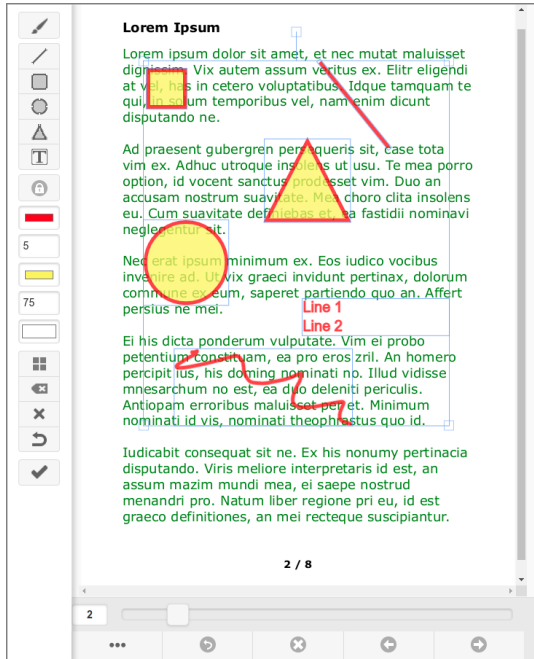 Lorem Ipsum
Lorem ipsum dolor sit amet, et nec mutat maluisset
dignissim. Vix autem assum veritus ex. Elitr eligendi
at vel, has in cetero voluptatibus. Idque tamquam te
qui, in solum temporibus vel, nam enim dicunt
disputando ne.
Ad praesent gubergren persequeris sit, case tota
vim ex. Adhuc utroque insolens ut usu. Te mea porro
option, id vocent sanctus prodesset vim. Duo an
accusam nostrum suavitate. Mea choro clita insolens
eu. Cum suavitate definiebas et, ea fastidii nominavi
neglegentur sit.
Nec erat ipsum minimum ex. Eos iudico vocibus
invenire ad. Ut vix graeci invidunt pertinax, dolorum
commune ex eum, saperet partiendo quo an. Affert
persius ne mei.
Line 1
Line 2
Ei his dicta ponderum vulputate. Vim ei probo
petentium constituam, ea pro eros zril. An homero
percipit ius, his doming nominati no. Illud vidisse
mnesarchum no est, ea duo deleniti periculis.
Antiopam erroribus maluisset per et. Minimum
nominati id vis, nominati theophrastus quo id.
Iudicabit consequat sit ne. Ex his nonumy pertinacia
disputando. Viris meliore interpretaris id est, an
assum mazim mundi mea, ei saepe nostrud
menandri pro. Natum liber regione pri eu, id est
graeco definitiones, an mei recteque suscipiantur.
2 / 8
T
5
75
2